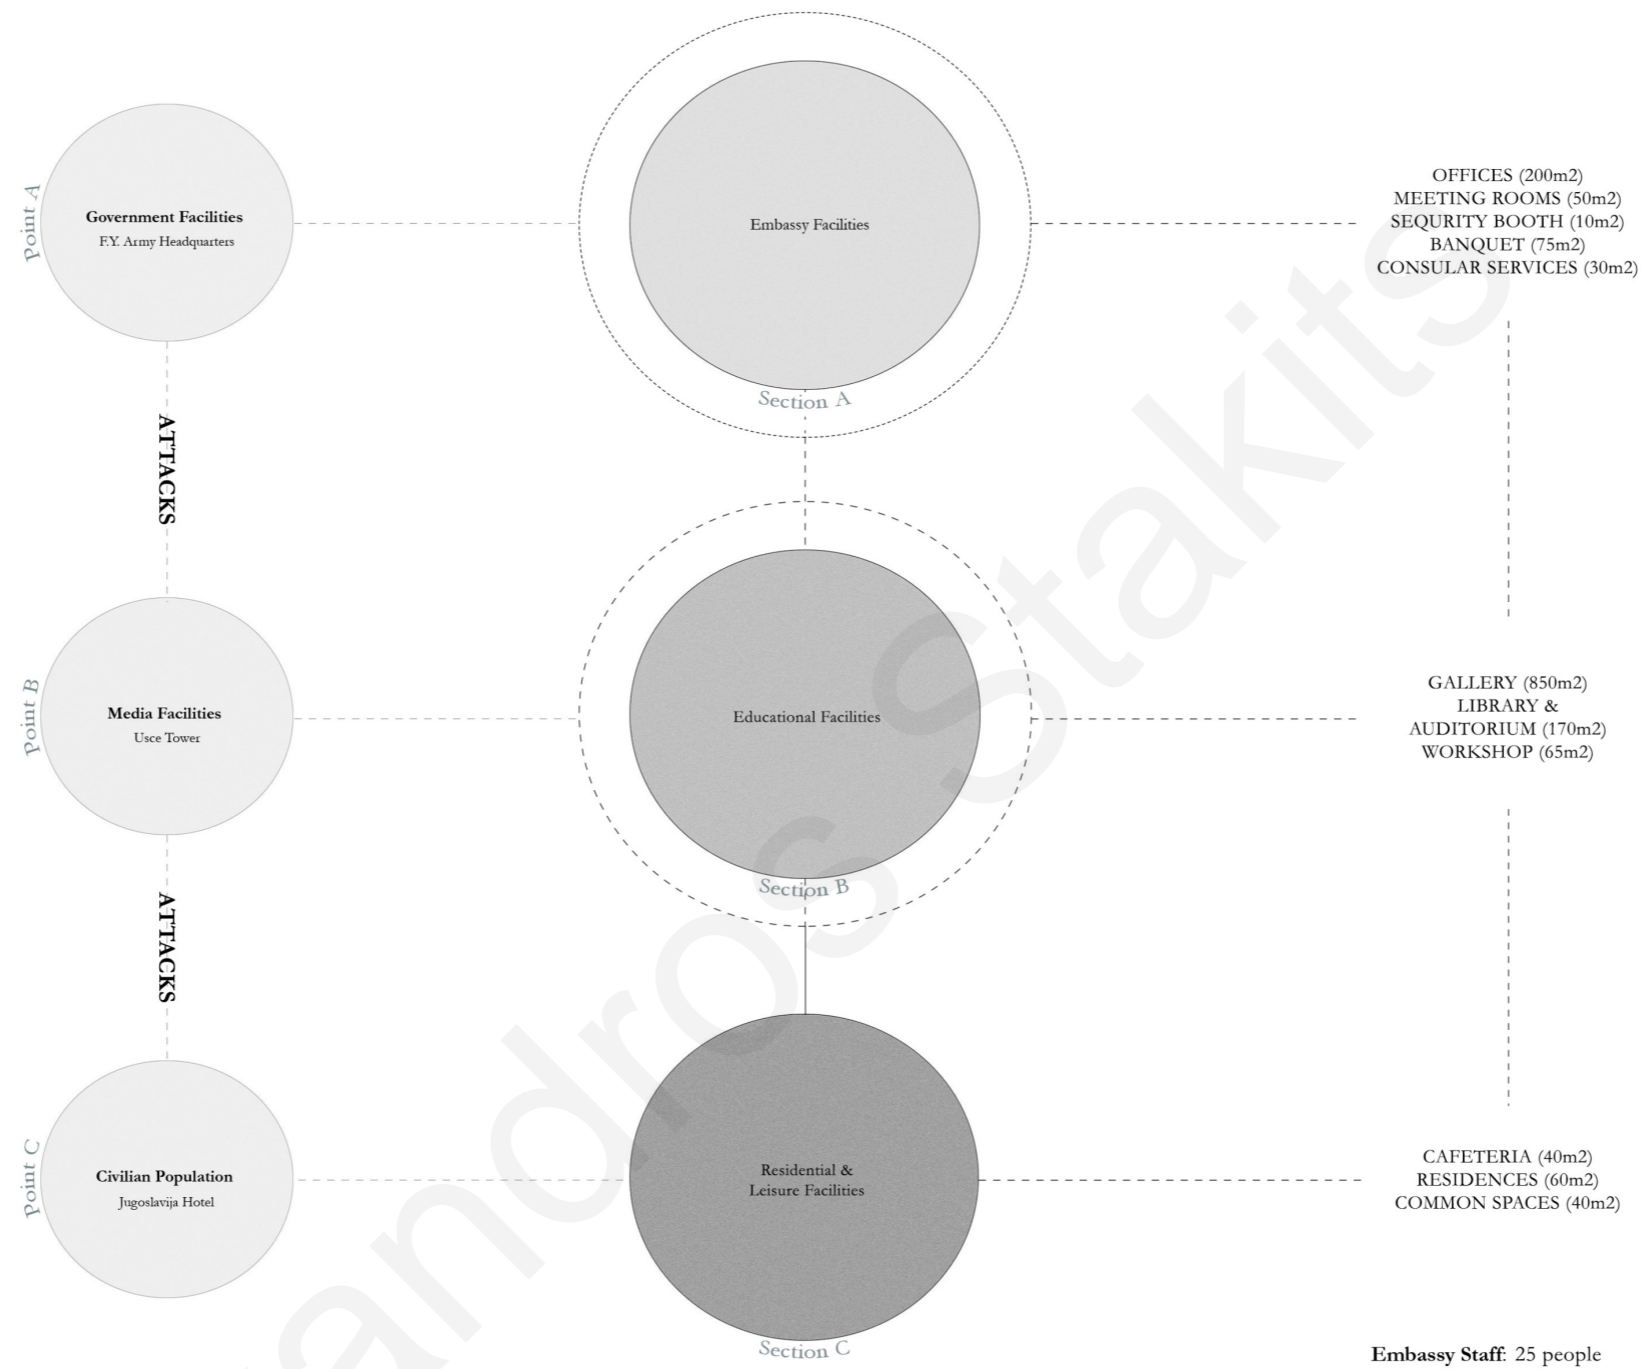 Point A
Government Facilities
F.Y. Army Headquarters
Embassy Facilities
Section A
OFFICES (200m2)
MEETING ROOMS (50m2)
SEQURITY BOOTH (10m2)
BANQUET (75m2)
CONSULAR SERVICES (30m2)
ATTACKS
Point B
Media Facilities
Usce Tower
Educational Facilities
Section B
GALLERY (850m2)
LIBRARY &
AUDITORIUM (170m2)
WORKSHOP (65m2)
ATTACKS
Point C
Civilian Population
Jugoslavija Hotel
Residential &
Leisure Facilities
Section C
CAFETERIA (40m2)
RESIDENCES (60m2)
COMMON SPACES (40m2)
Embassy Staff: 25 people
andros Stakits